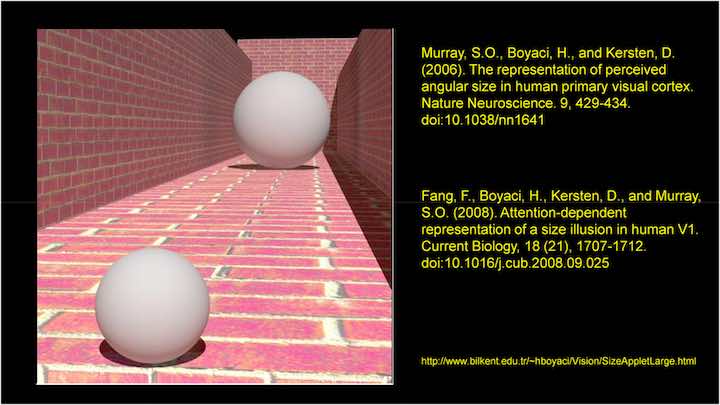 Murray, S.O., Boyaci, H., and Kersten, D.
(2006). The representation of perceived
angular size in human primary visual cortex.
Nature Neuroscience. 9, 429-434.
doi:10.1038/nn1641
Fang, F., Boyaci, H., Kersten, D., and Murray,
S.O. (2008). Attention-dependent
representation of a size illusion in human V1.
Current Biology, 18 (21), 1707-1712.
doi:10.1016/j.cub.2008.09.025
http://www.bilkent.edu.tr/~hboyaci/Vision/SizeAppletLarge.html